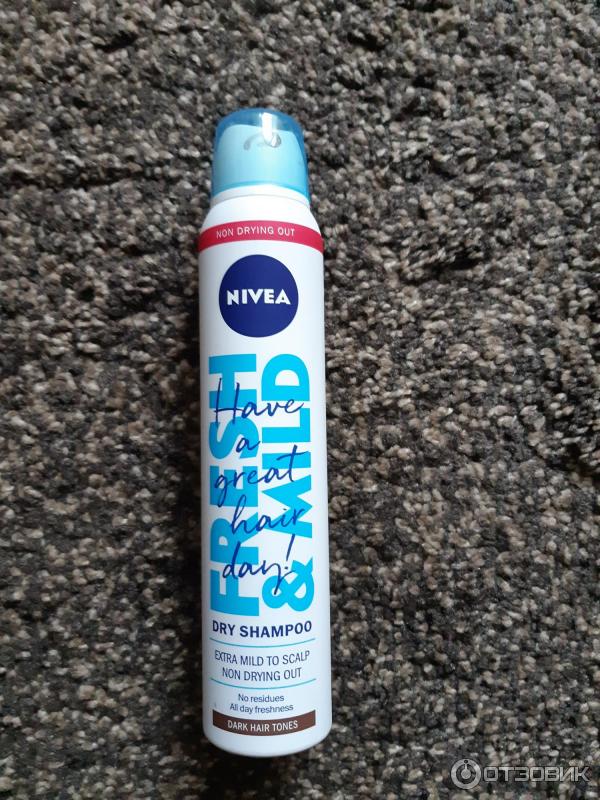 NON DRYING OUT
NIVEA
FRESH
& MILD
Have
a
great
hair
day!
DRY SHAMPOO
EXTRA MILD TO SCALP
NON DRYING OUT
No residues
All day freshness
DARK HAIR TONES
ОТЗОВИК